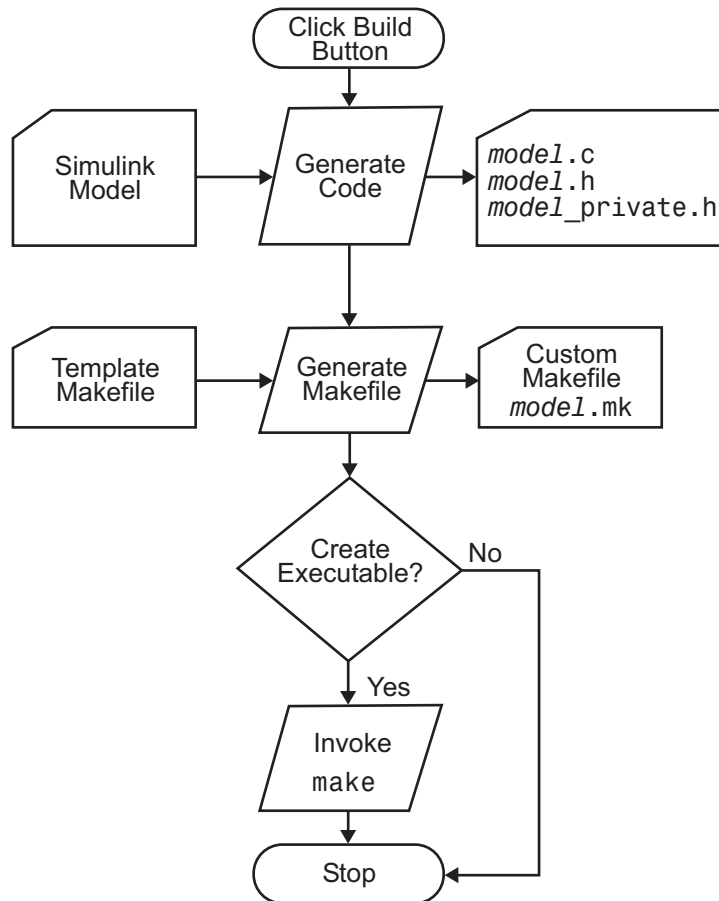 Click Build
Button
Simulink
Model
Generate
Code
model.c
model.h
model_private.h
Template
Makefile
Generate
Makefile
Custom
Makefile
model.mk
Create
Executable?
No
Yes
Invoke
make
Stop